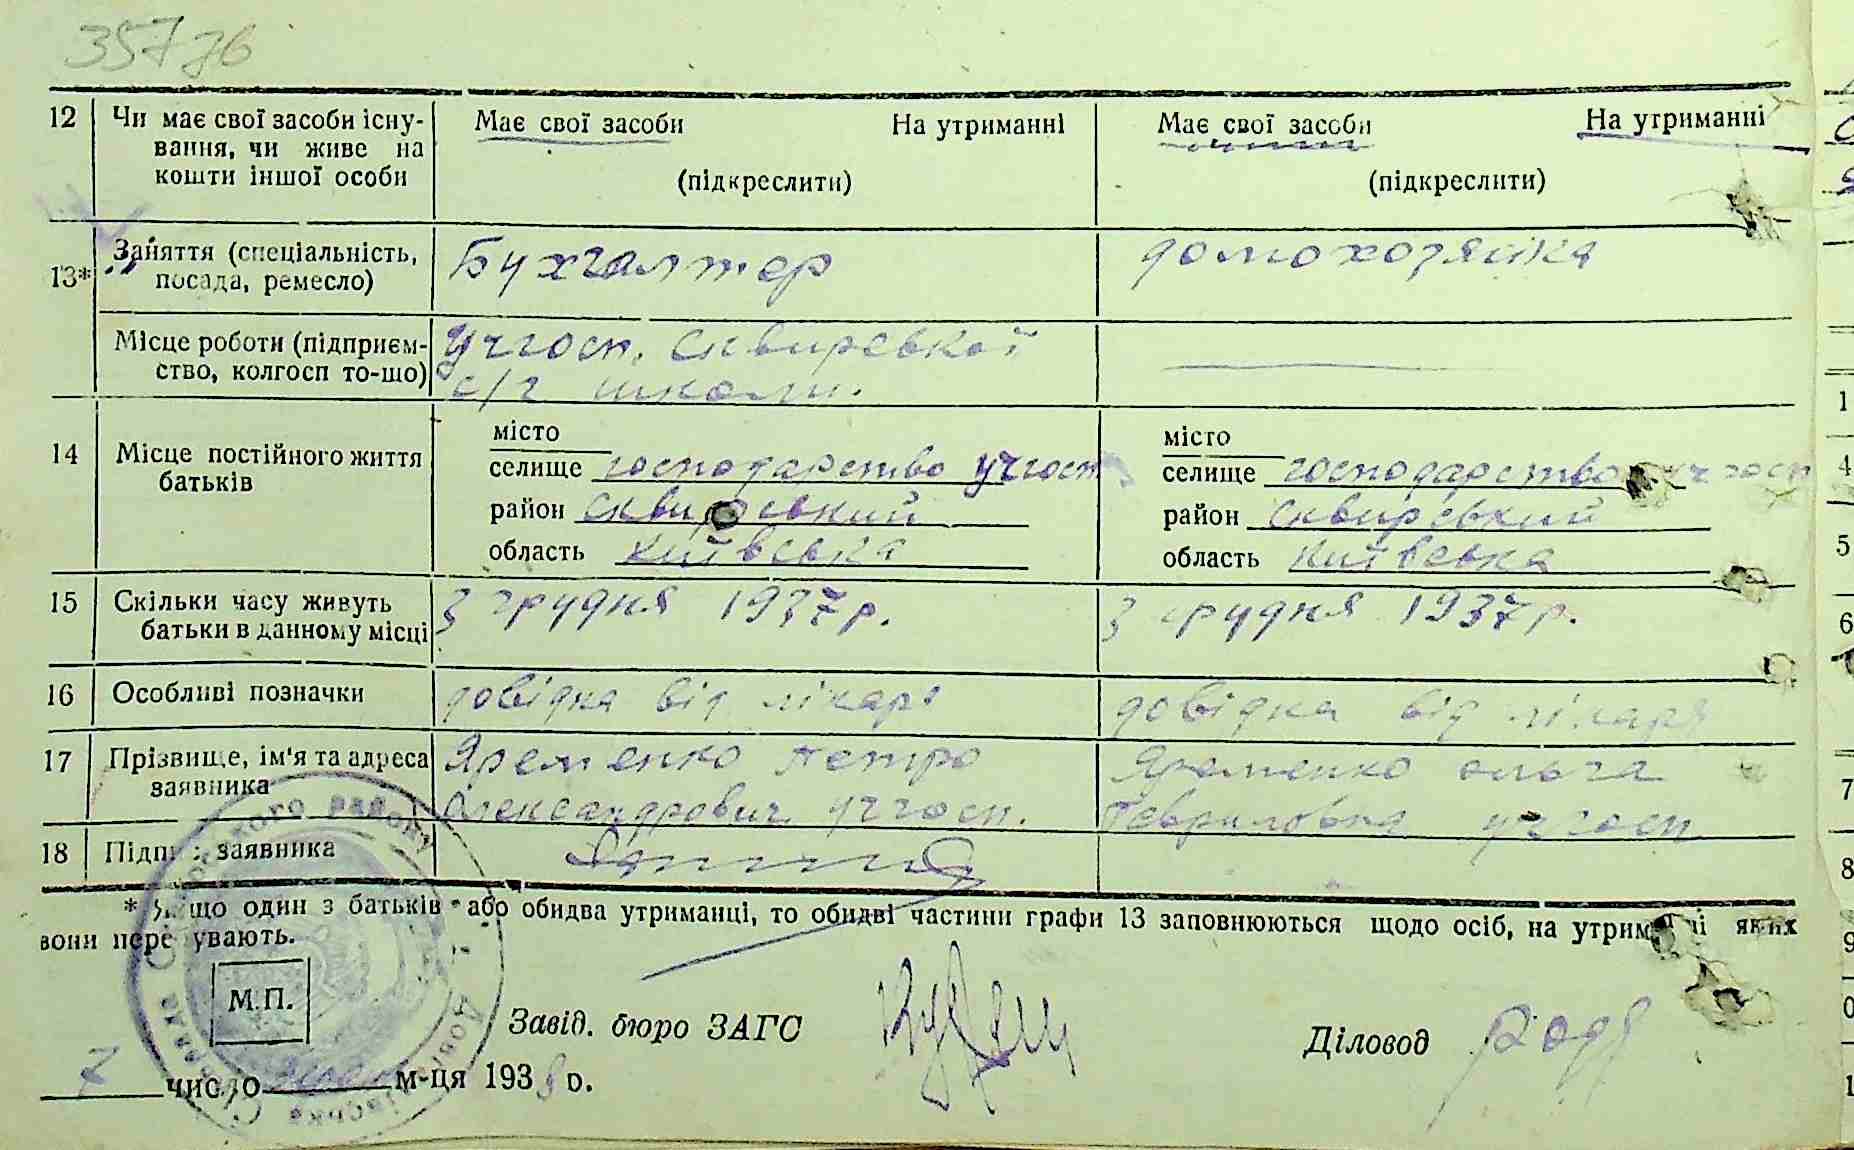 12 Чи має свої засоби існу- Має свої засоби На утриманні Має свої засоби На утриманні
вання, чи живе на
кошти іншої особи (підкреслити) (підкреслити)
13* Заняття (спеціальність, Бухгалтер домохозяйка
посада, ремесло)
Місце роботи (підприєм- Учгосп. Сквирської
ство, колгосп то-що) с/г школи.
14 Місце постійного життя батьків місто місто
селище господарство учгосп селище господарство учгосп
район Сквирський район Сквирський
область Київська область Київська
15 Скільки часу живуть З грудня 1937 р. З грудня 1937 р.
батьки в данному місці
16 Особливі позначки довідка від лікаря довідка від лікаря
17 Прізвище, ім'я та адреса Яременко Петро Яременко Ольга
заявника Олександрович учгосп. Гавриловна учгосп
18 Підпис заявника
* Якщо один з батьків або обидва утриманці, то обидві частини графи 13 заповнюються щодо осіб, на утриманні яких
вони перебувають.
М.П.
Завід. бюро ЗАГС Діловод
7 число м-ця 193 р.